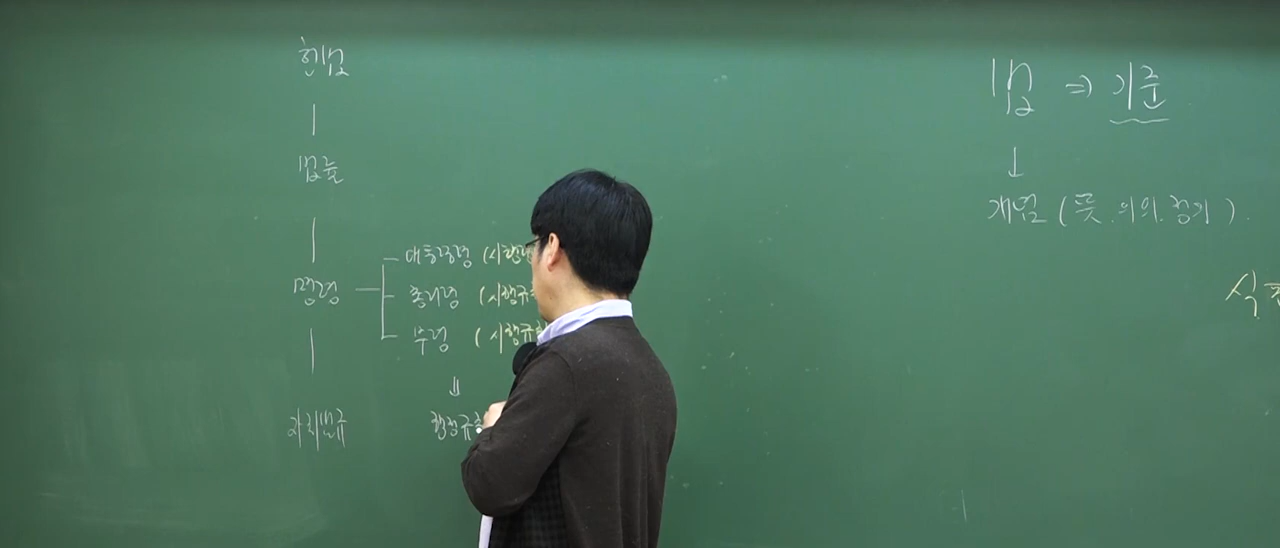 헌법
법률
명령
대통령령 (시행령
총리령 (시행규
부령 (시행규
자치법규
행정규칙
법 ⇒ 기준
↓
개념 (뜻. 의의. 정의).
식